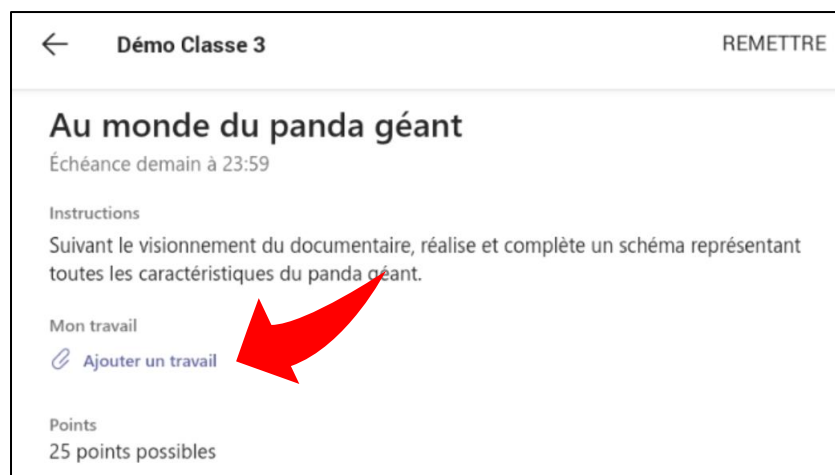 Démo Classe 3 REMETTRE
Au monde du panda géant
Échéance demain à 23:59
Instructions
Suivant le visionnement du documentaire, réalise et complète un schéma représentant
toutes les caractéristiques du panda géant.
Mon travail
Ajouter un travail
Points
25 points possibles